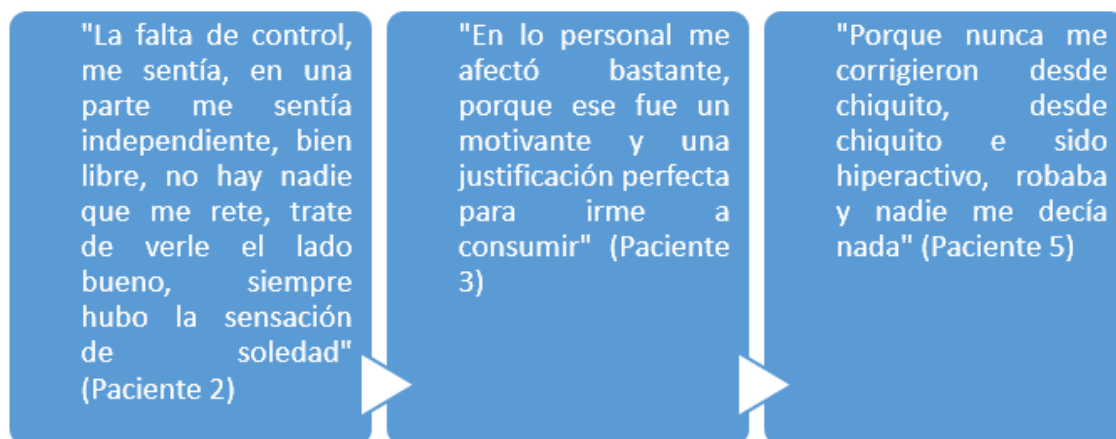 "La falta de control,
me sentía, en una
parte me sentía
independiente, bien
libre, no hay nadie
que me rete, trate
de verle el lado
bueno, siempre
hubo la sensación
de soledad"
(Paciente 2)
"En lo personal me
afectó bastante,
porque ese fue un
motivante y una
justificación perfecta
para irme a
consumir" (Paciente
3)
"Porque nunca me
corrigieron desde
chiquito, desde
chiquito e sido
hiperactivo, robaba
y nadie me decía
nada" (Paciente 5)